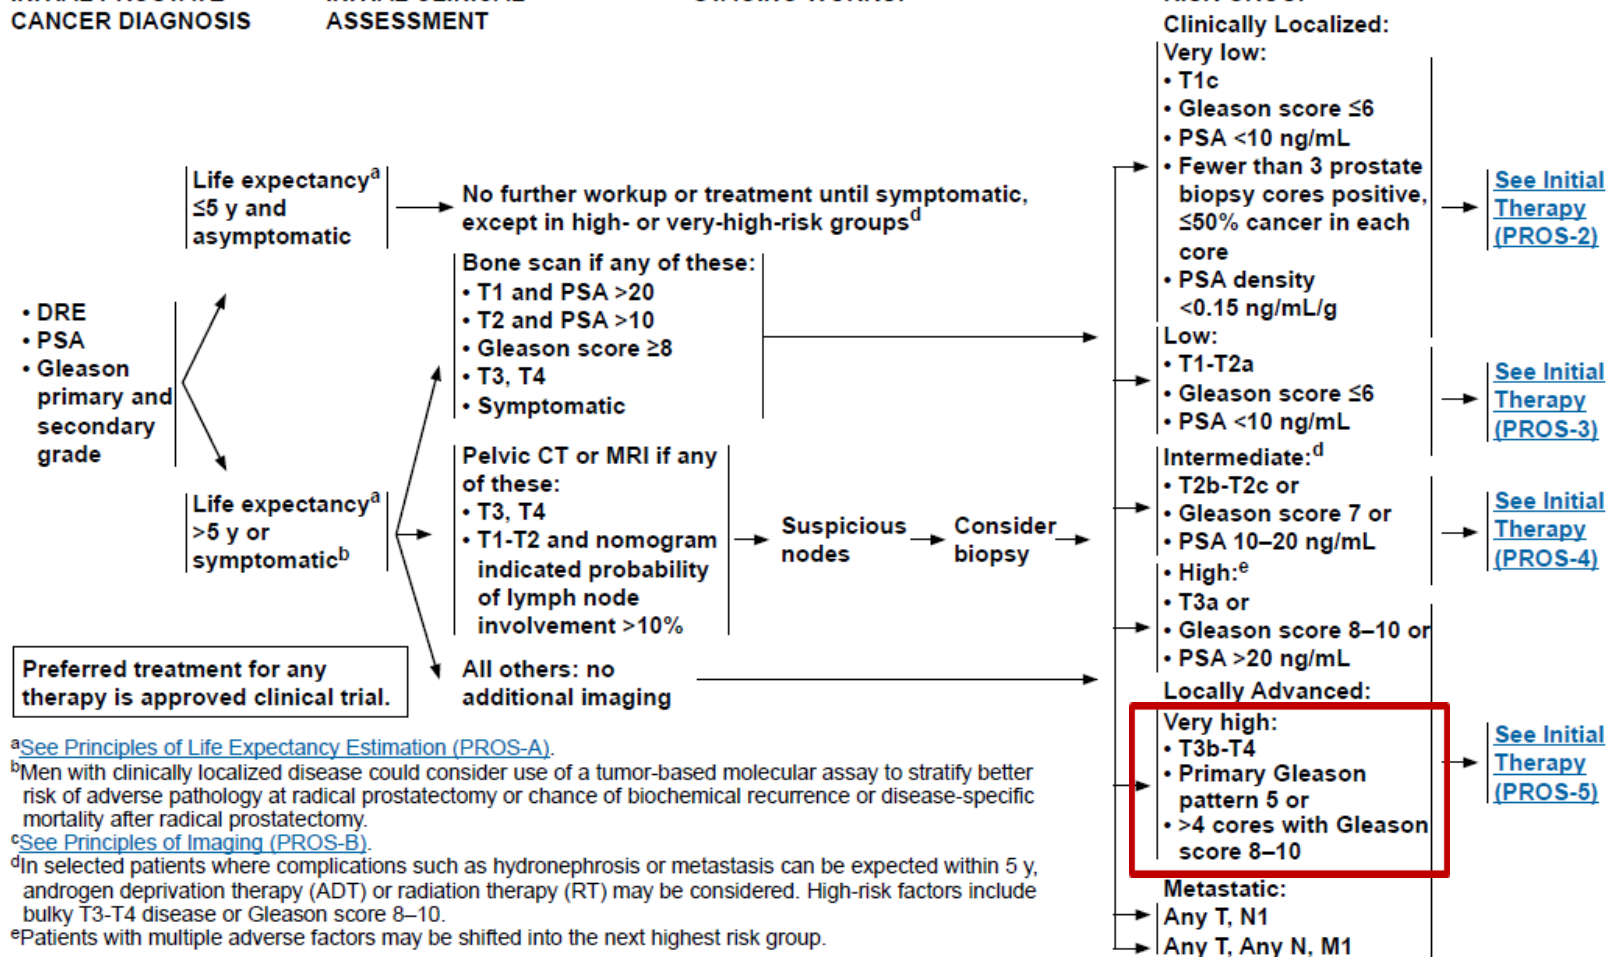 CANCER DIAGNOSIS
ASSESSMENT
Life expectancyᵃ
≤5 y and
asymptomatic
No further workup or treatment until symptomatic,
except in high- or very-high-risk groupsᵈ
• DRE
• PSA
• Gleason
primary and
secondary
grade
Life expectancyᵃ
>5 y or
symptomaticᵇ
Bone scan if any of these:
• T1 and PSA >20
• T2 and PSA >10
• Gleason score ≥8
• T3, T4
• Symptomatic
Pelvic CT or MRI if any
of these:
• T3, T4
• T1-T2 and nomogram
indicated probability
of lymph node
involvement >10%
Suspicious
nodes
Consider
biopsy
All others: no
additional imaging
Preferred treatment for any
therapy is approved clinical trial.
Clinically Localized:
Very low:
• T1c
• Gleason score ≤6
• PSA <10 ng/mL
• Fewer than 3 prostate
biopsy cores positive,
≤50% cancer in each
core
• PSA density
<0.15 ng/mL/g
See Initial
Therapy
(PROS-2)
Low:
• T1-T2a
• Gleason score ≤6
• PSA <10 ng/mL
See Initial
Therapy
(PROS-3)
Intermediate:ᵈ
• T2b-T2c or
• Gleason score 7 or
• PSA 10–20 ng/mL
See Initial
Therapy
(PROS-4)
• High:ᵉ
• T3a or
• Gleason score 8–10 or
• PSA >20 ng/mL
Locally Advanced:
Very high:
• T3b-T4
• Primary Gleason
pattern 5 or
• >4 cores with Gleason
score 8–10
See Initial
Therapy
(PROS-5)
Metastatic:
Any T, N1
Any T, Any N, M1
ᵃSee Principles of Life Expectancy Estimation (PROS-A).
ᵇMen with clinically localized disease could consider use of a tumor-based molecular assay to stratify better
risk of adverse pathology at radical prostatectomy or chance of biochemical recurrence or disease-specific
mortality after radical prostatectomy.
ᶜSee Principles of Imaging (PROS-B).
ᵈIn selected patients where complications such as hydronephrosis or metastasis can be expected within 5 y,
androgen deprivation therapy (ADT) or radiation therapy (RT) may be considered. High-risk factors include
bulky T3-T4 disease or Gleason score 8–10.
ᵉPatients with multiple adverse factors may be shifted into the next highest risk group.